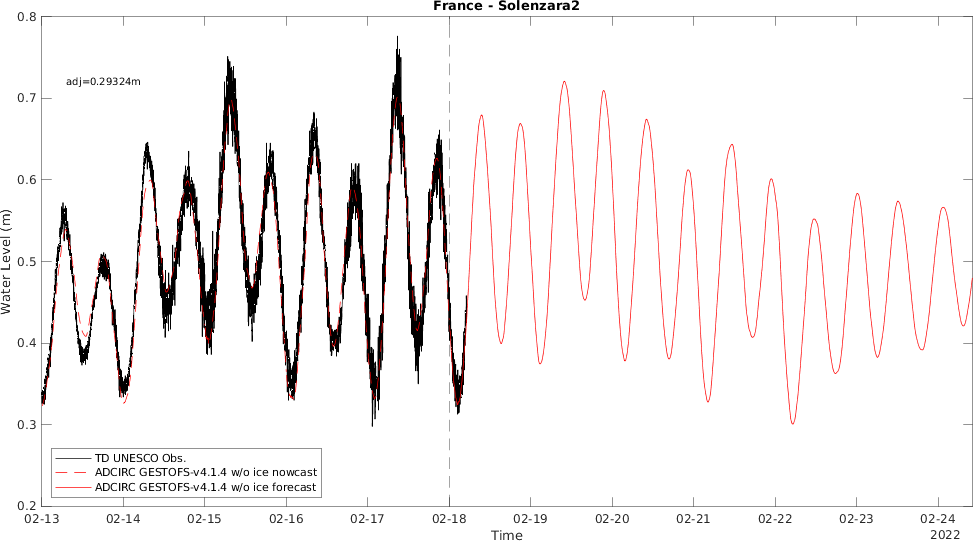 France - Solenzara2
0.8
0.7
0.6
0.5
0.4
0.3
0.2
Water Level (m)
adj=0.29324m
TD UNESCO Obs.
ADCIRC GESTOFS-v4.1.4 w/o ice nowcast
ADCIRC GESTOFS-v4.1.4 w/o ice forecast
02-13 02-14 02-15 02-16 02-17 02-18 02-19 02-20 02-21 02-22 02-23 02-24
2022
Time